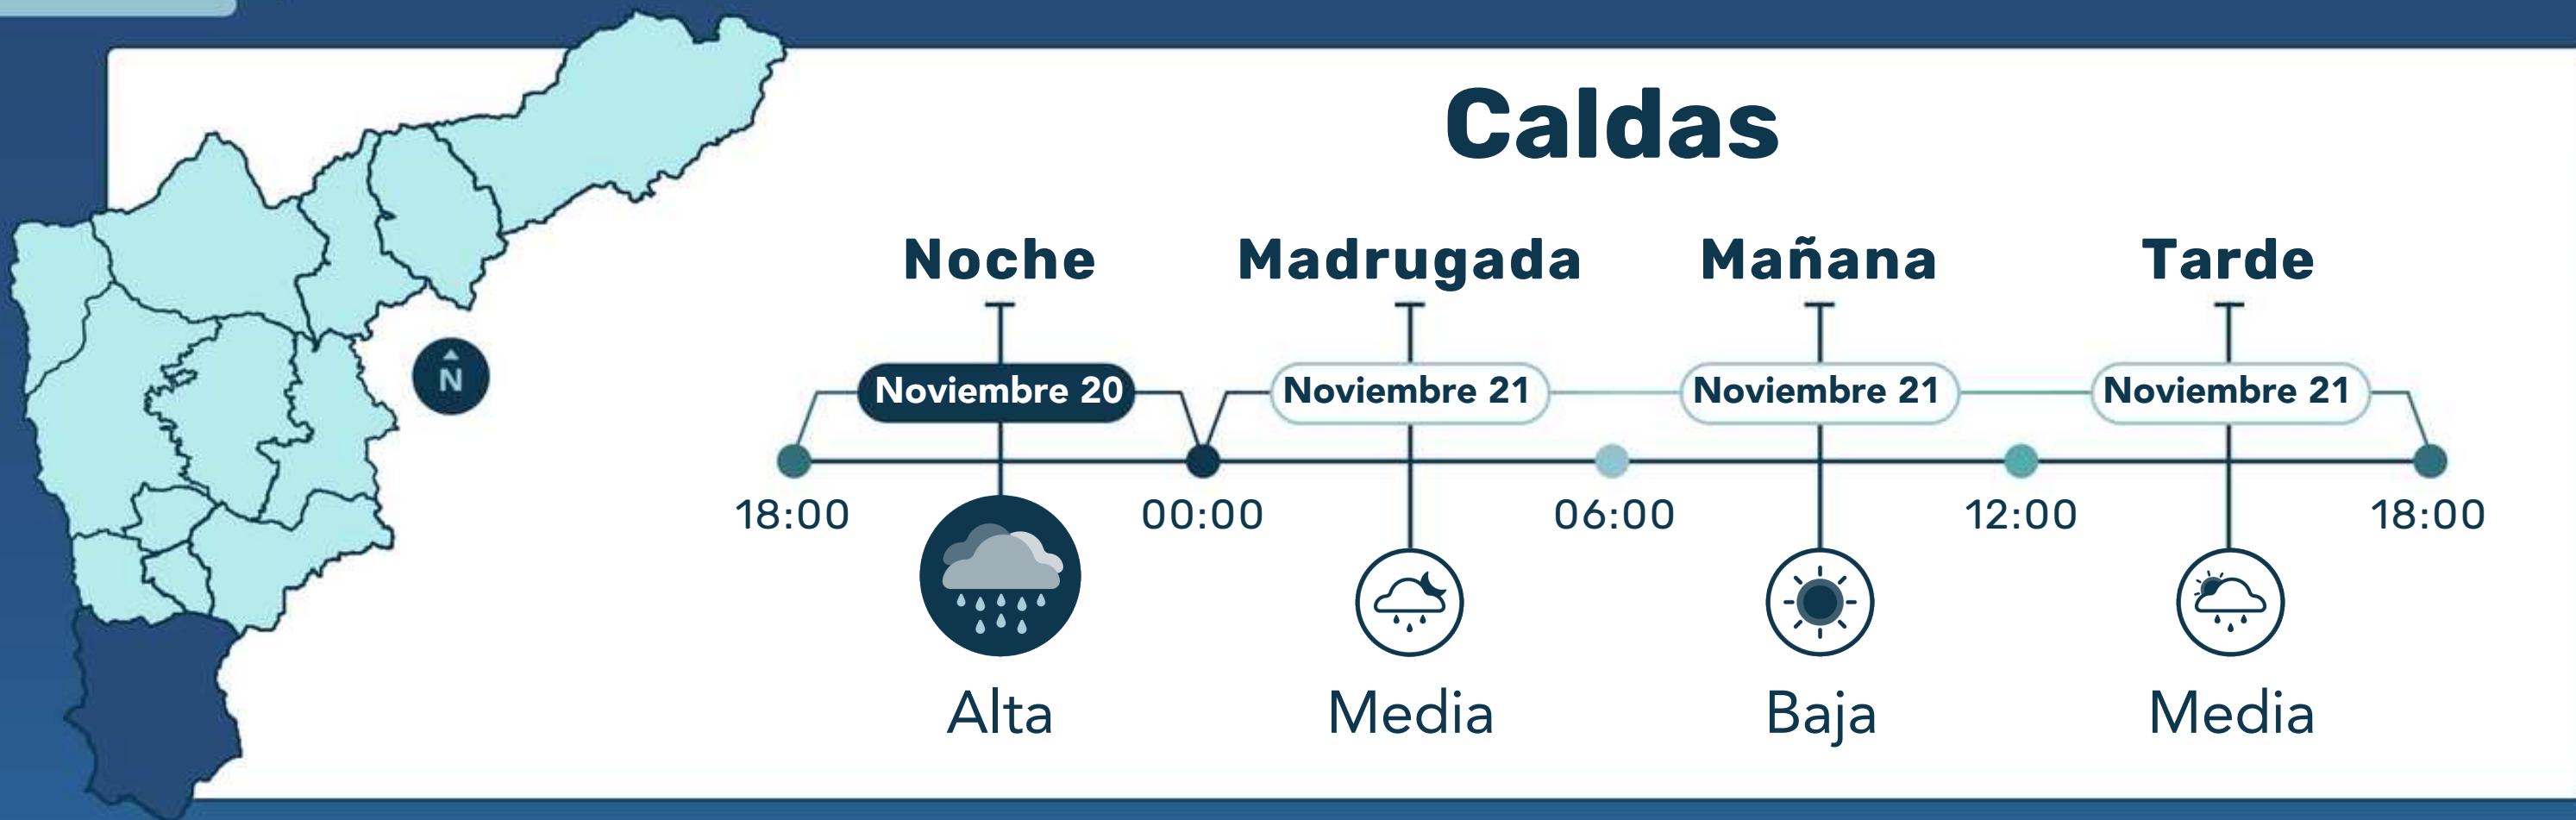 Caldas
Noche Madrugada Mañana Tarde
Noviembre 20 Noviembre 21 Noviembre 21 Noviembre 21
N
18:00 00:00 06:00 12:00 18:00
Alta Media Baja Media